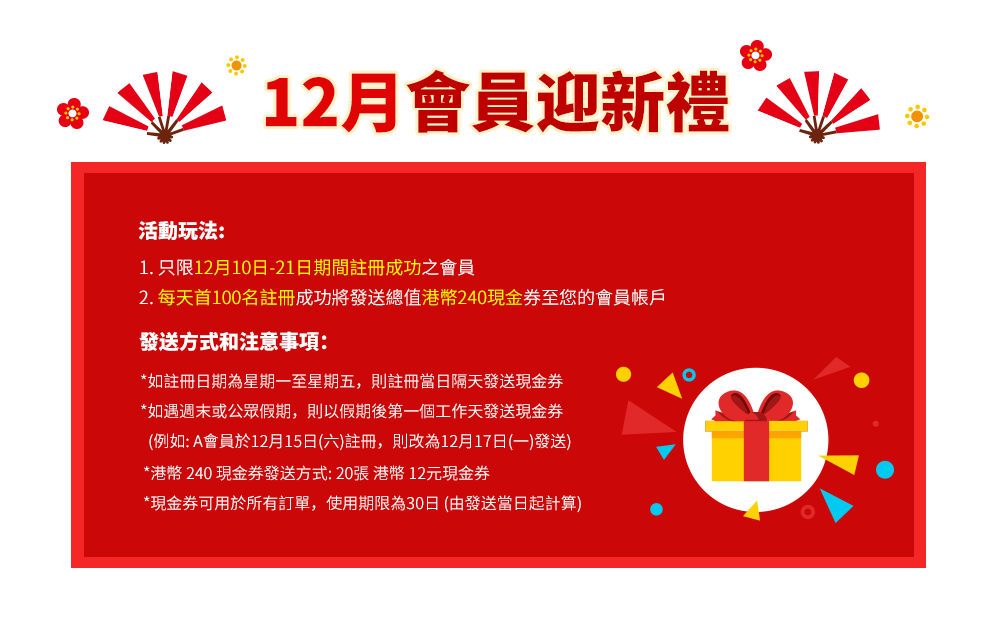 12月會員迎新禮
活動玩法:
1. 只限12月10日-21日期間註冊成功之會員
2. 每天首100名註冊成功將發送總值港幣240現金券至您的會員帳戶
發送方式和注意事項:
*如註冊日期為星期一至星期五，則註冊當日隔天發送現金券
*如遇週末或公眾假期，則以假期後第一個工作天發送現金券
(例如: A會員於12月15日(六)註冊，則改為12月17日(一)發送)
*港幣 240 現金券發送方式: 20張 港幣 12元現金券
*現金券可用於所有訂單，使用期限為30日 (由發送當日起計算)